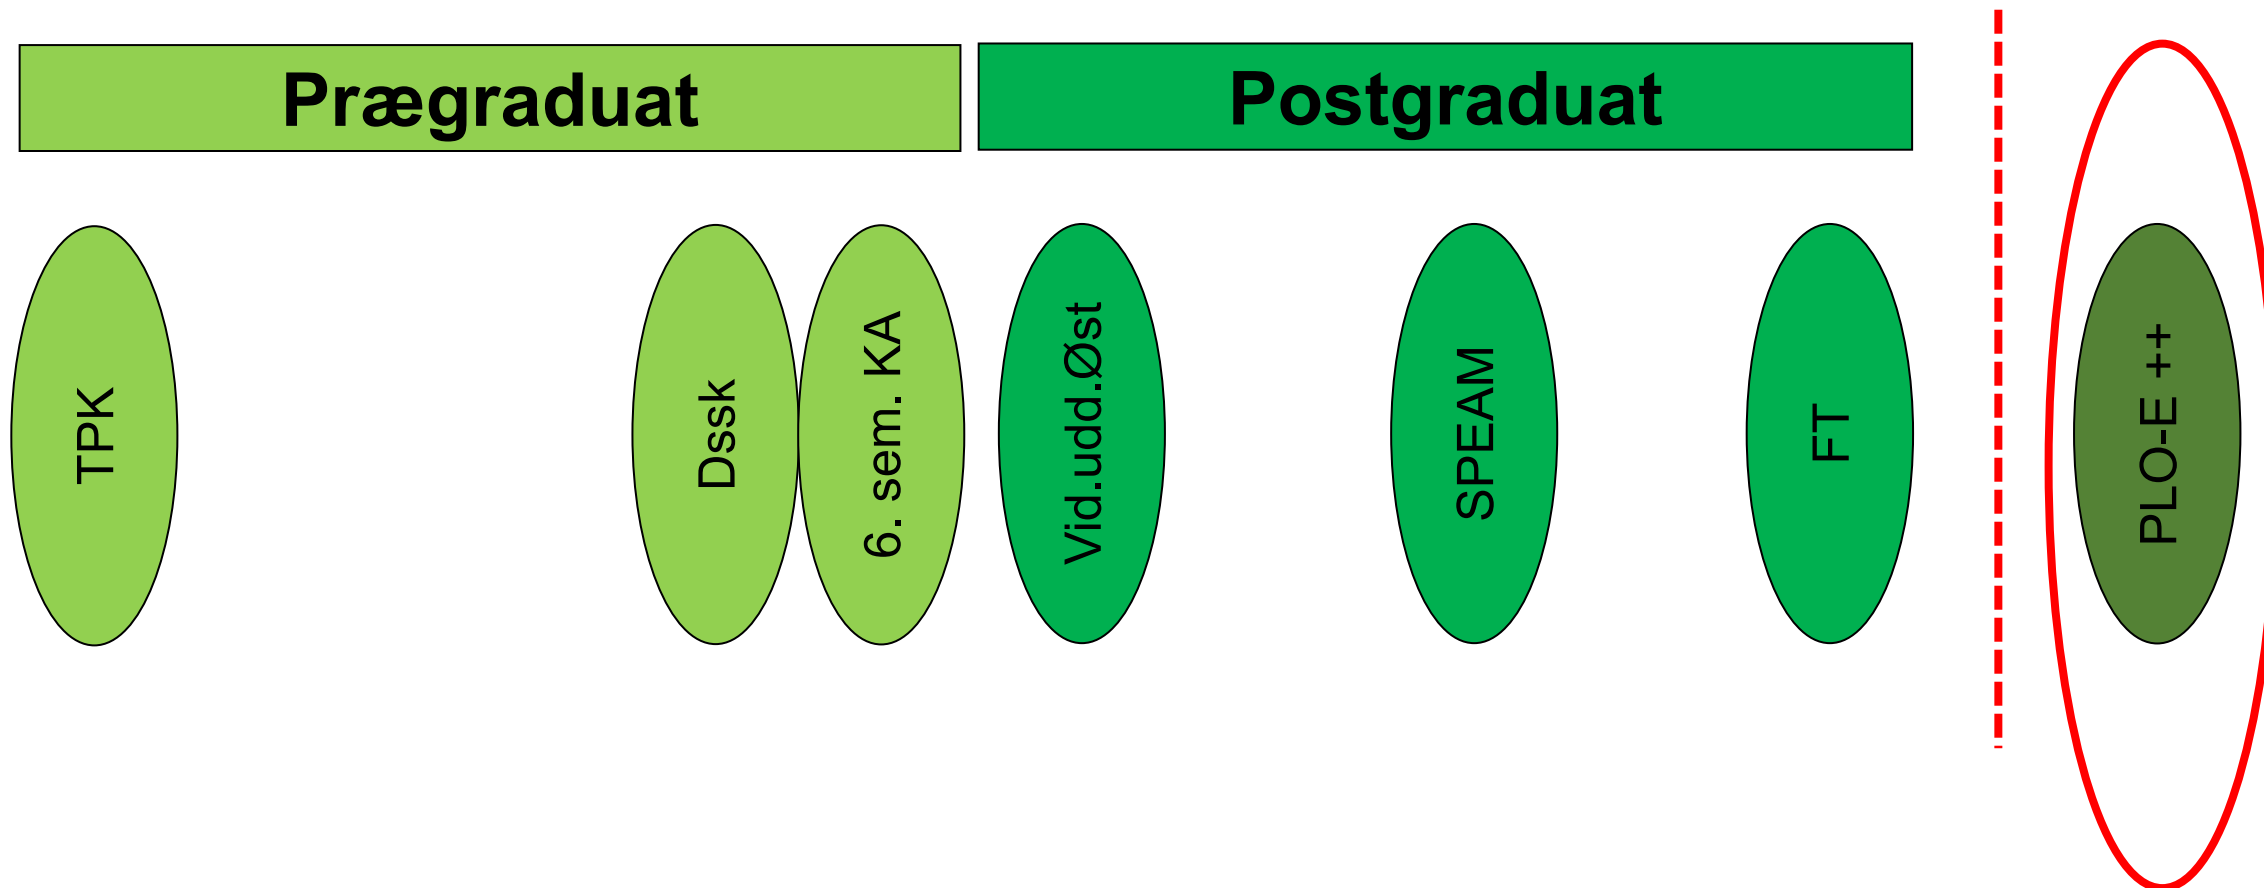 Prægraduat
Postgraduat
TPK
Dssk
6. sem. KA
Vid.udd.Øst
SPEAM
FT
PLO-E ++